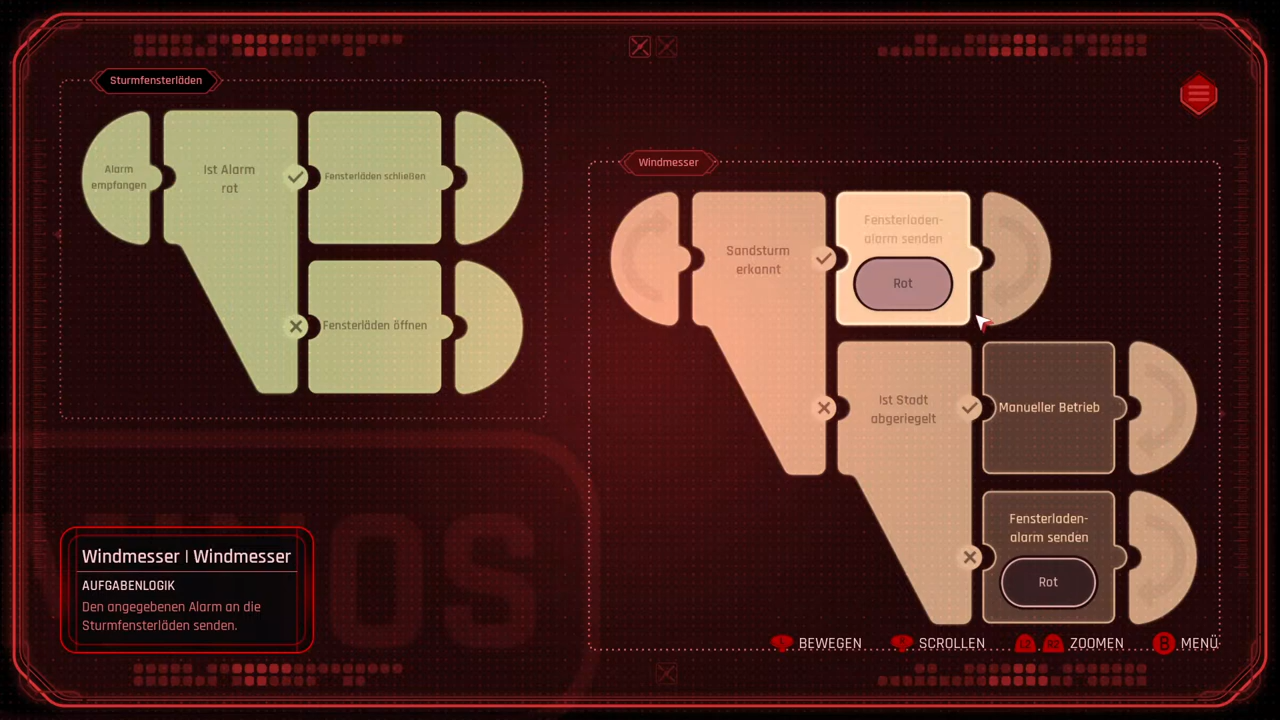 Sturmfensterläden
Alarm
empfangen
Ist Alarm
rot
Fensterläden schließen
Fensterläden öffnen
Windmesser
Sandsturm
erkannt
Fensterladen-
alarm senden
Rot
Ist Stadt
abgeriegelt
Manueller Betrieb
Fensterladen-
alarm senden
Rot
Windmesser | Windmesser
AUFGABENLOGIK
Den angegebenen Alarm an die
Sturmfensterläden senden.
L BEWEGEN R SCROLLEN L2 R2 ZOOMEN B MENÜ